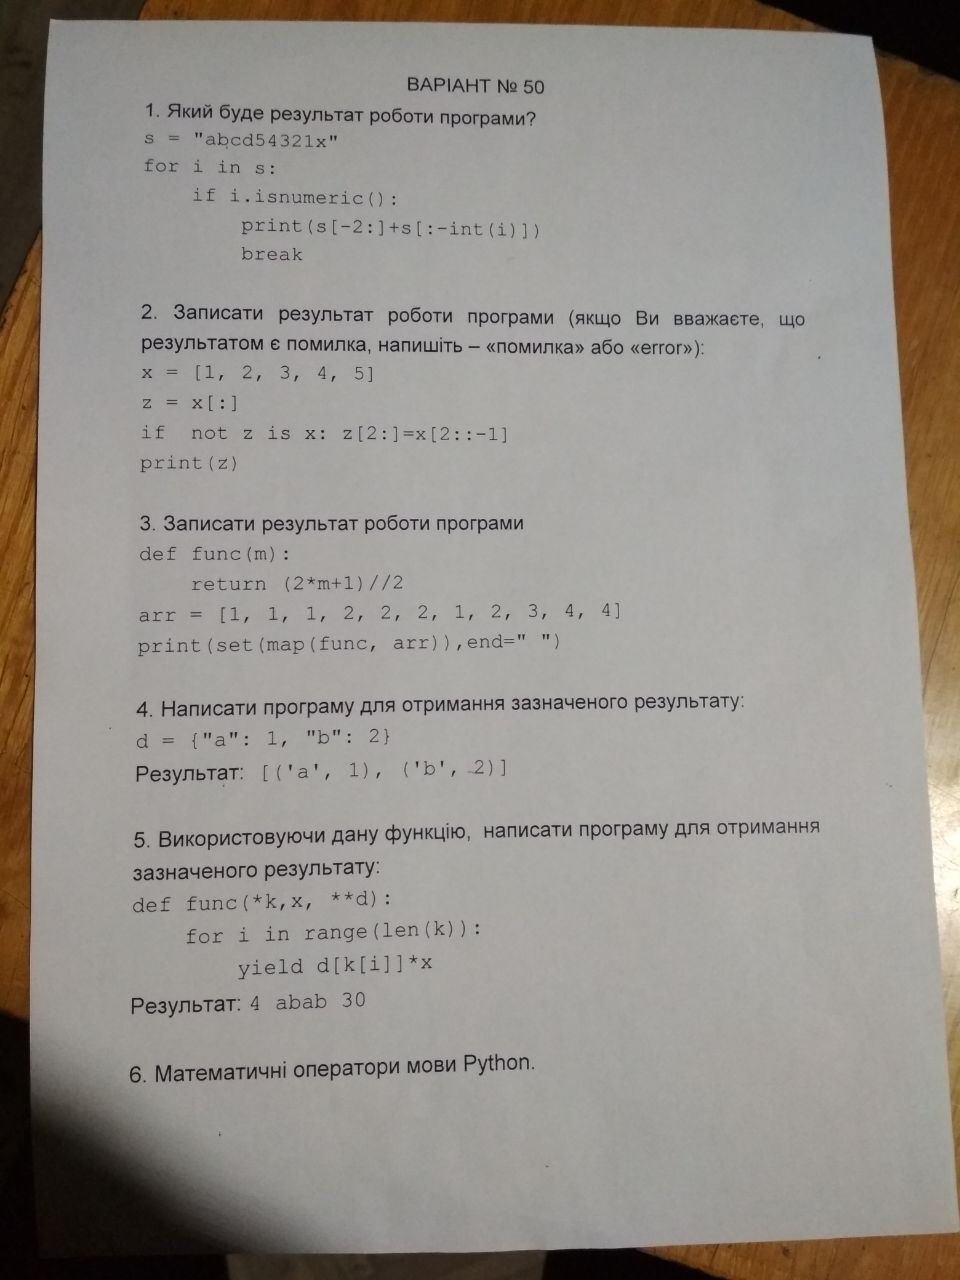 ВАРІАНТ № 50
1. Який буде результат роботи програми?
s = "abcd54321x"
for i in s:
    if i.isnumeric():
        print(s[-2:]+s[:-int(i)])
        break
2. Записати результат роботи програми (якщо Ви вважаєте, що
результатом є помилка, напишіть – «помилка» або «error»):
x = [1, 2, 3, 4, 5]
z = x[:]
if  not z is x: z[2:]=x[2::-1]
print(z)
3. Записати результат роботи програми
def func(m):
    return (2*m+1)//2
arr = [1, 1, 1, 2, 2, 2, 1, 2, 3, 4, 4]
print(set(map(func, arr)),end=" ")
4. Написати програму для отримання зазначеного результату:
d = {"a": 1, "b": 2}
Результат: [('a', 1), ('b', 2)]
5. Використовуючи дану функцію, написати програму для отримання
зазначеного результату:
def func(*k,x, **d):
    for i in range(len(k)):
        yield d[k[i]]*x
Результат: 4 abab 30
6. Математичні оператори мови Python.